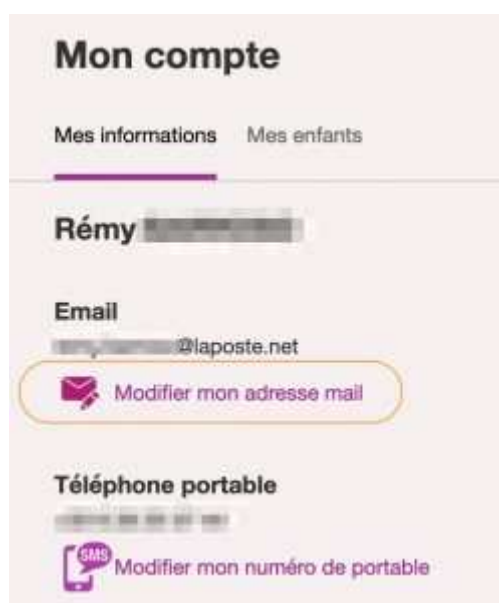 Mon compte
Mes informations Mes enfants
Rémy
Email
@laposte.net
Modifier mon adresse mail
Téléphone portable
SMS
Modifier mon numéro de portable